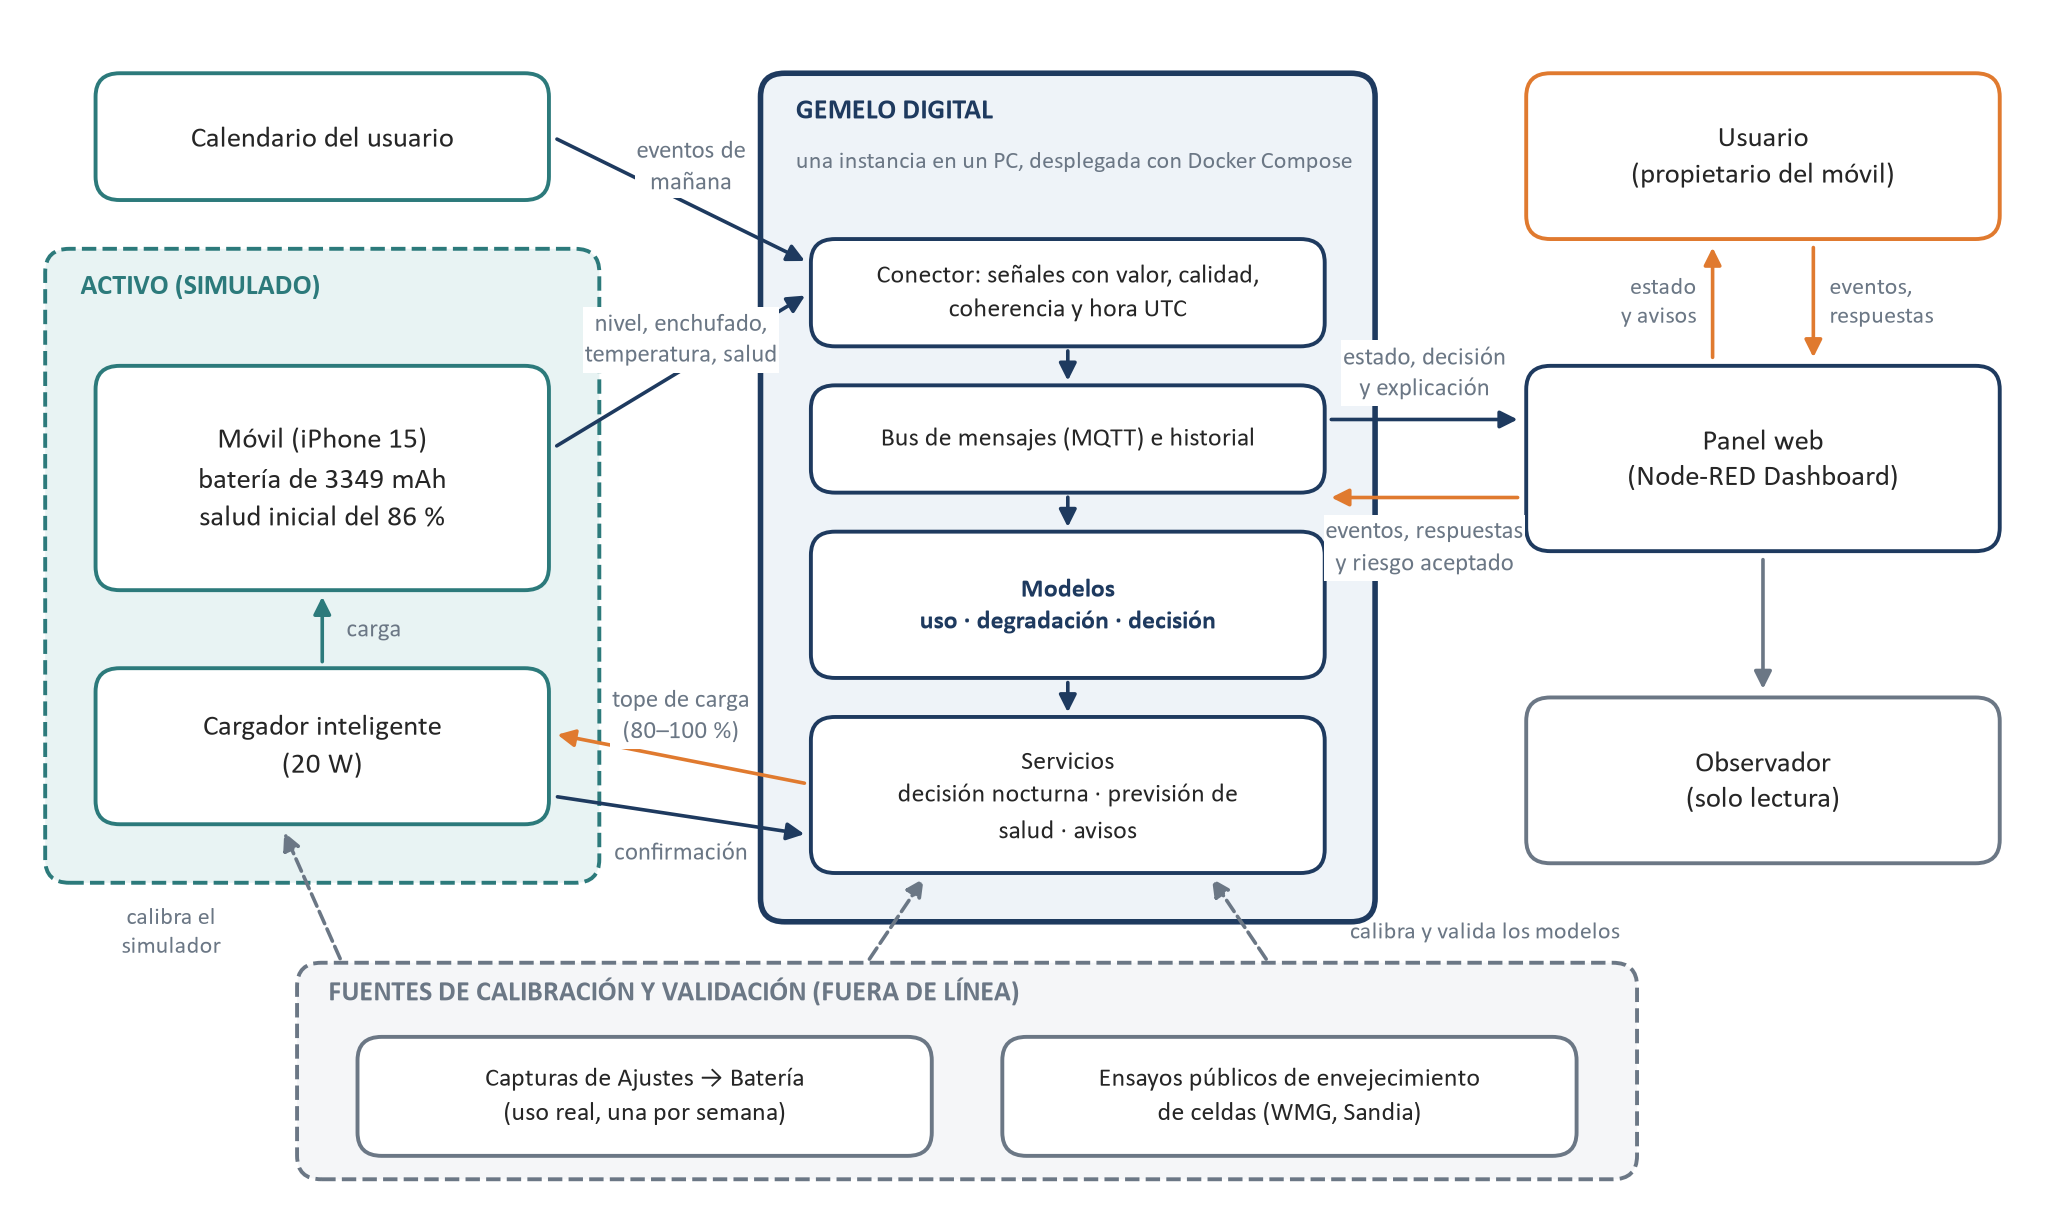 Calendario del usuario
eventos de
mañana
GEMELO DIGITAL
una instancia en un PC, desplegada con Docker Compose
Usuario
(propietario del móvil)
ACTIVO (SIMULADO)
nivel, enchufado,
temperatura, salud
Conector: señales con valor, calidad,
coherencia y hora UTC
estado
y avisos
eventos,
respuestas
Móvil (iPhone 15)
batería de 3349 mAh
salud inicial del 86 %
Bus de mensajes (MQTT) e historial
estado, decisión
y explicación
Panel web
(Node-RED Dashboard)
eventos, respuestas
y riesgo aceptado
Modelos
uso · degradación · decisión
carga
Cargador inteligente
(20 W)
tope de carga
(80–100 %)
confirmación
Servicios
decisión nocturna · previsión de
salud · avisos
Observador
(solo lectura)
calibra el
simulador
calibra y valida los modelos
FUENTES DE CALIBRACIÓN Y VALIDACIÓN (FUERA DE LÍNEA)
Capturas de Ajustes → Batería
(uso real, una por semana)
Ensayos públicos de envejecimiento
de celdas (WMG, Sandia)